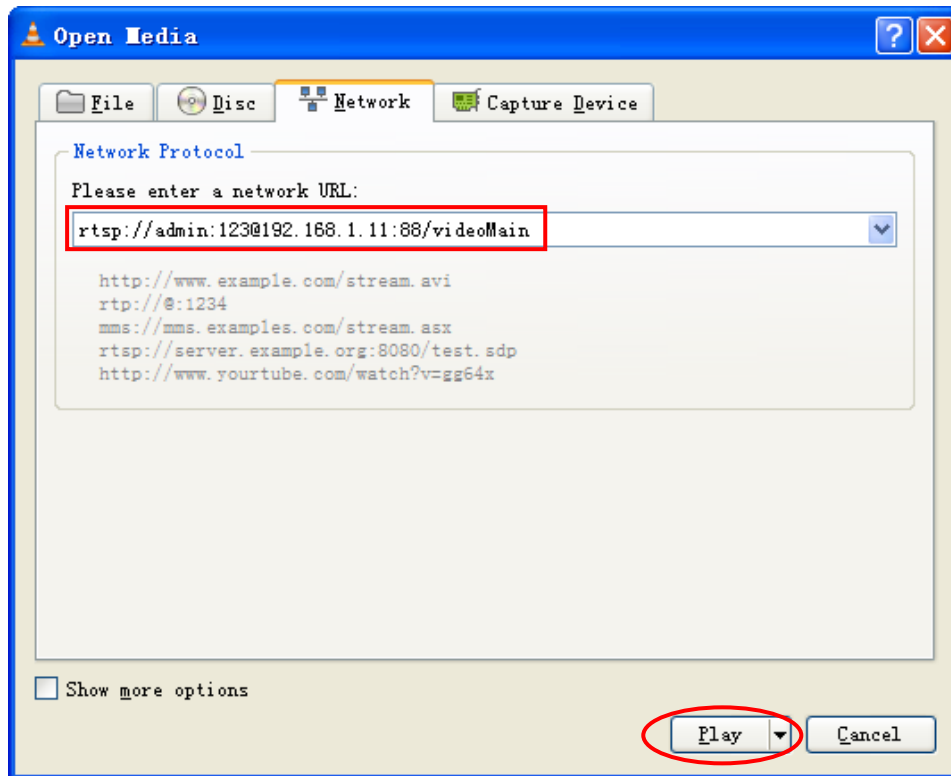 Open Media
File Disc Network Capture Device
Network Protocol
Please enter a network URL:
rtsp://admin:123@192.168.1.11:88/videoMain
http://www.example.com/stream.avi
rtp://@:1234
mms://mms.examples.com/stream.asx
rtsp://server.example.org:8080/test.sdp
http://www.yourtube.com/watch?v=gg64x
Show more options
Play Cancel